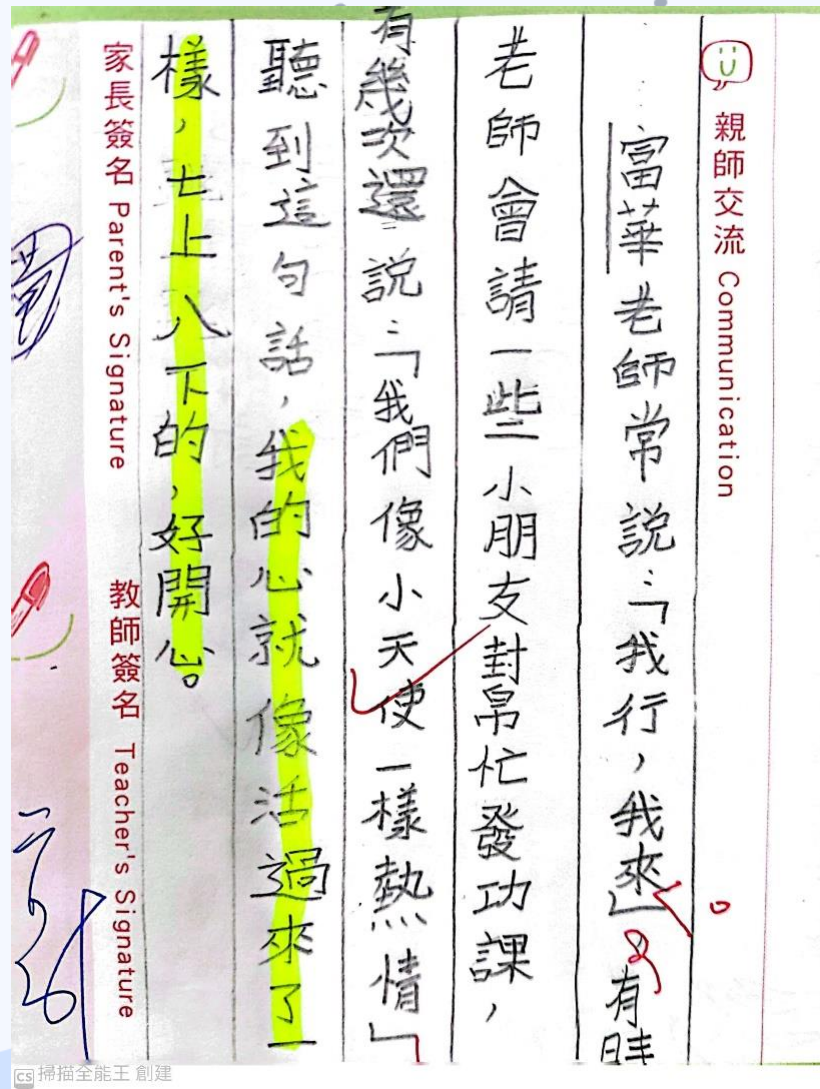 親師交流 Communication
富華老師常說：「我行，我來」，有時
老師會請一些小朋友幫忙發功課，
有幾次還說：「我們像小天使一樣熱情」
聽到這句話，我的心就像活過來了一
樣，七上八下的，好開心。
家長簽名 Parent's Signature 教師簽名 Teacher's Signature
CS 掃描全能王 創建